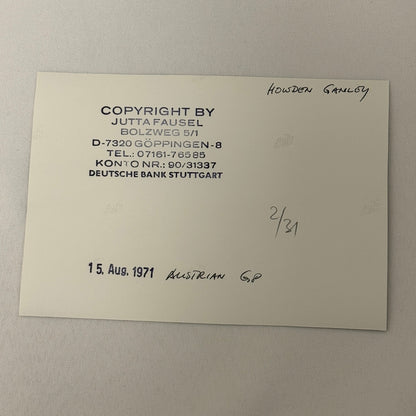 HOWDEN GANLEY
COPYRIGHT BY
JUTTA FAUSEL
BOLZWEG 5/1
D-7320 GÖPPINGEN-8
TEL.: 07161-76585
KONTO NR.: 90/31337
DEUTSCHE BANK STUTTGART
2/31
15. Aug. 1971 AUSTRIAN GP